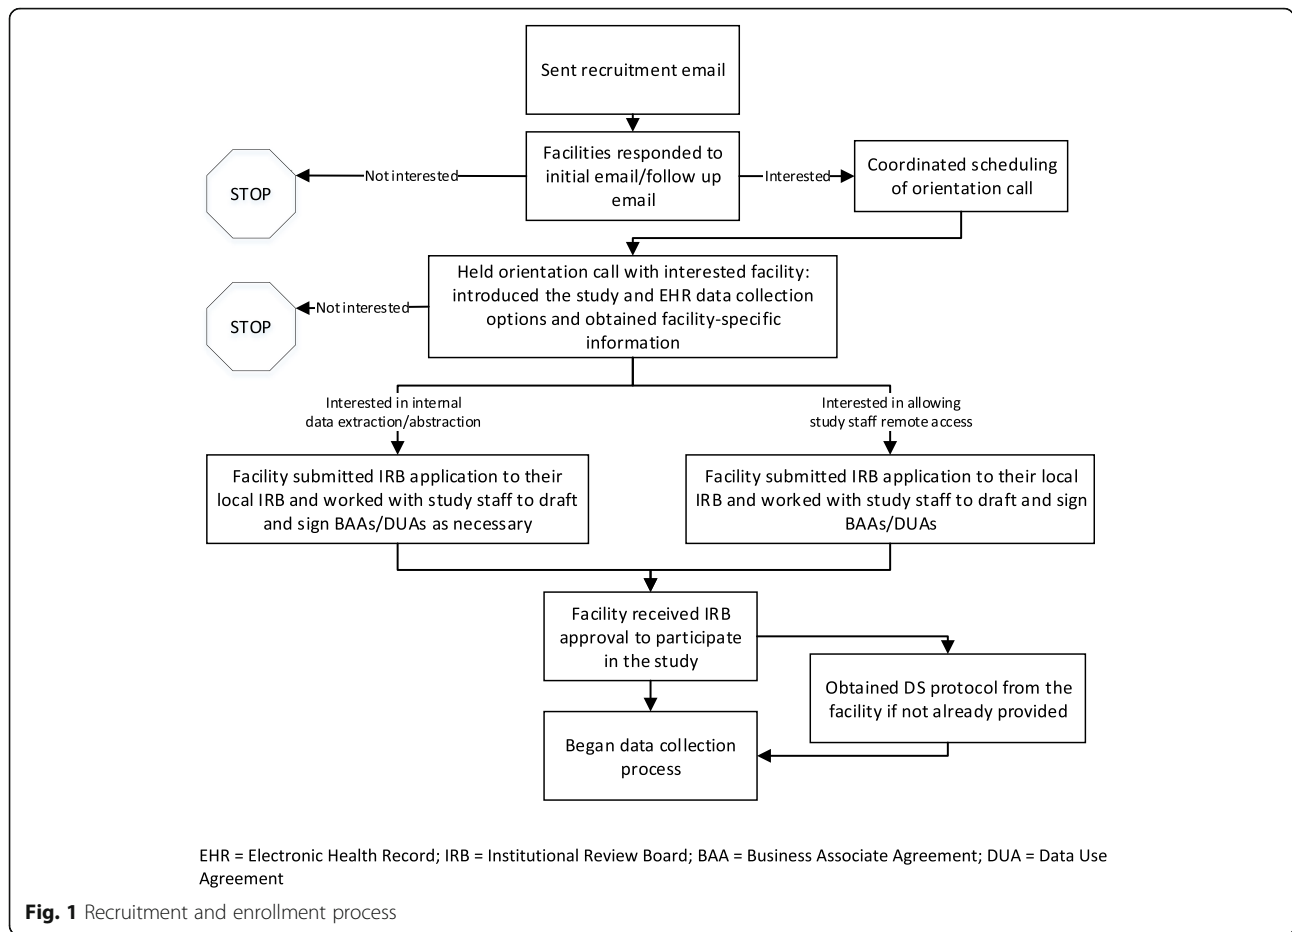 Sent recruitment email
Facilities responded to
initial email/follow up
email
Not interested
STOP
Interested
Coordinated scheduling
of orientation call
Held orientation call with interested facility:
introduced the study and EHR data collection
options and obtained facility-specific
information
Not interested
STOP
Interested in internal
data extraction/abstraction
Interested in allowing
study staff remote access
Facility submitted IRB application to their
local IRB and worked with study staff to draft
and sign BAAs/DUAs as necessary
Facility submitted IRB application to their local
IRB and worked with study staff to draft and sign
BAAs/DUAs
Facility received IRB
approval to participate
in the study
Obtained DS protocol from the
facility if not already provided
Began data collection
process
EHR = Electronic Health Record; IRB = Institutional Review Board; BAA = Business Associate Agreement; DUA = Data Use
Agreement
Fig. 1 Recruitment and enrollment process